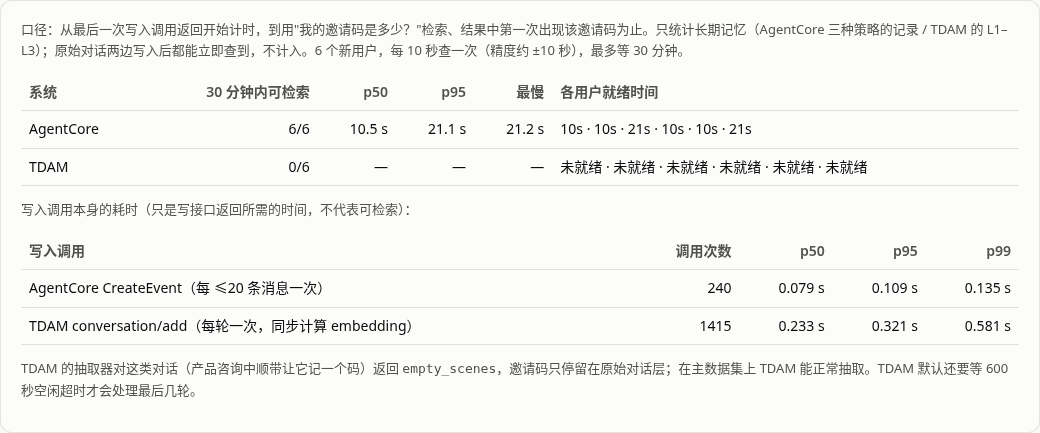 口径：从最后一次写入调用返回开始计时，到用"我的邀请码是多少？"检索、结果中第一次出现该邀请码为止。只统计长期记忆（AgentCore 三种策略的记录 / TDAM 的 L1–
L3）；原始对话两边写入后都能立即查到，不计入。6 个新用户，每 10 秒查一次（精度约 ±10 秒），最多等 30 分钟。
系统 30 分钟内可检索 p50 p95 最慢 各用户就绪时间
AgentCore 6/6 10.5 s 21.1 s 21.2 s 10s · 10s · 21s · 10s · 10s · 21s
TDAM 0/6 — — — 未就绪 · 未就绪 · 未就绪 · 未就绪 · 未就绪 · 未就绪
写入调用本身的耗时（只是写接口返回所需的时间，不代表可检索）：
写入调用 调用次数 p50 p95 p99
AgentCore CreateEvent（每 ≤20 条消息一次） 240 0.079 s 0.109 s 0.135 s
TDAM conversation/add（每轮一次，同步计算 embedding） 1415 0.233 s 0.321 s 0.581 s
TDAM 的抽取器对这类对话（产品咨询中顺带让它记一个码）返回 empty_scenes，邀请码只停留在原始对话层；在主数据集上 TDAM 能正常抽取。TDAM 默认还要等 600
秒空闲超时才会处理最后几轮。